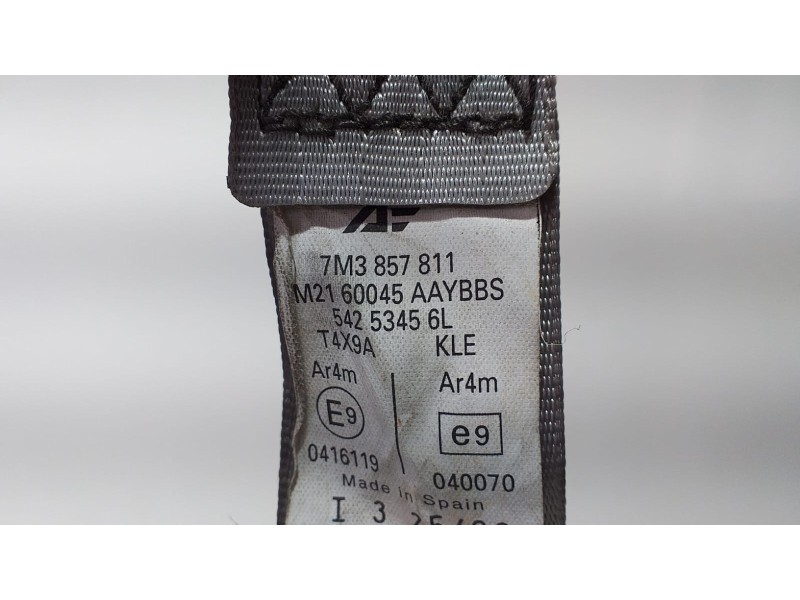 AF
7M3 857 811
M21 60045 AAYBBS
542 5345 6L
T4X9A KLE
Ar4m Ar4m
E9 e9
0416119 040070
Made in Spain
I 3